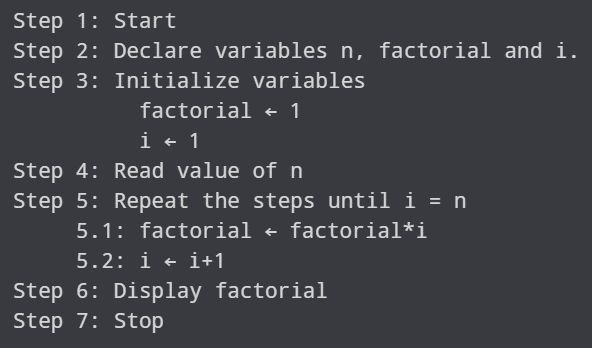 Step 1: Start
Step 2: Declare variables n, factorial and i.
Step 3: Initialize variables
          factorial ← 1
          i ← 1
Step 4: Read value of n
Step 5: Repeat the steps until i = n
     5.1: factorial ← factorial*i
     5.2: i ← i+1
Step 6: Display factorial
Step 7: Stop